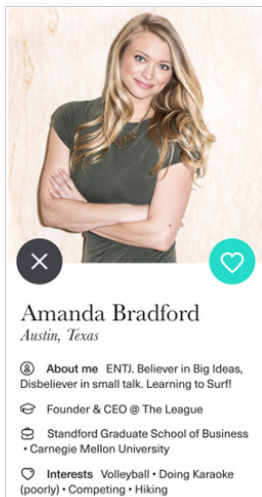 Amanda Bradford
Austin, Texas
About me ENTJ. Believer in Big Ideas,
Disbeliever in small talk. Learning to Surf!
Founder & CEO @ The League
Standford Graduate School of Business
• Carnegie Mellon University
Interests Volleyball • Doing Karaoke
(poorly) • Competing • Hiking